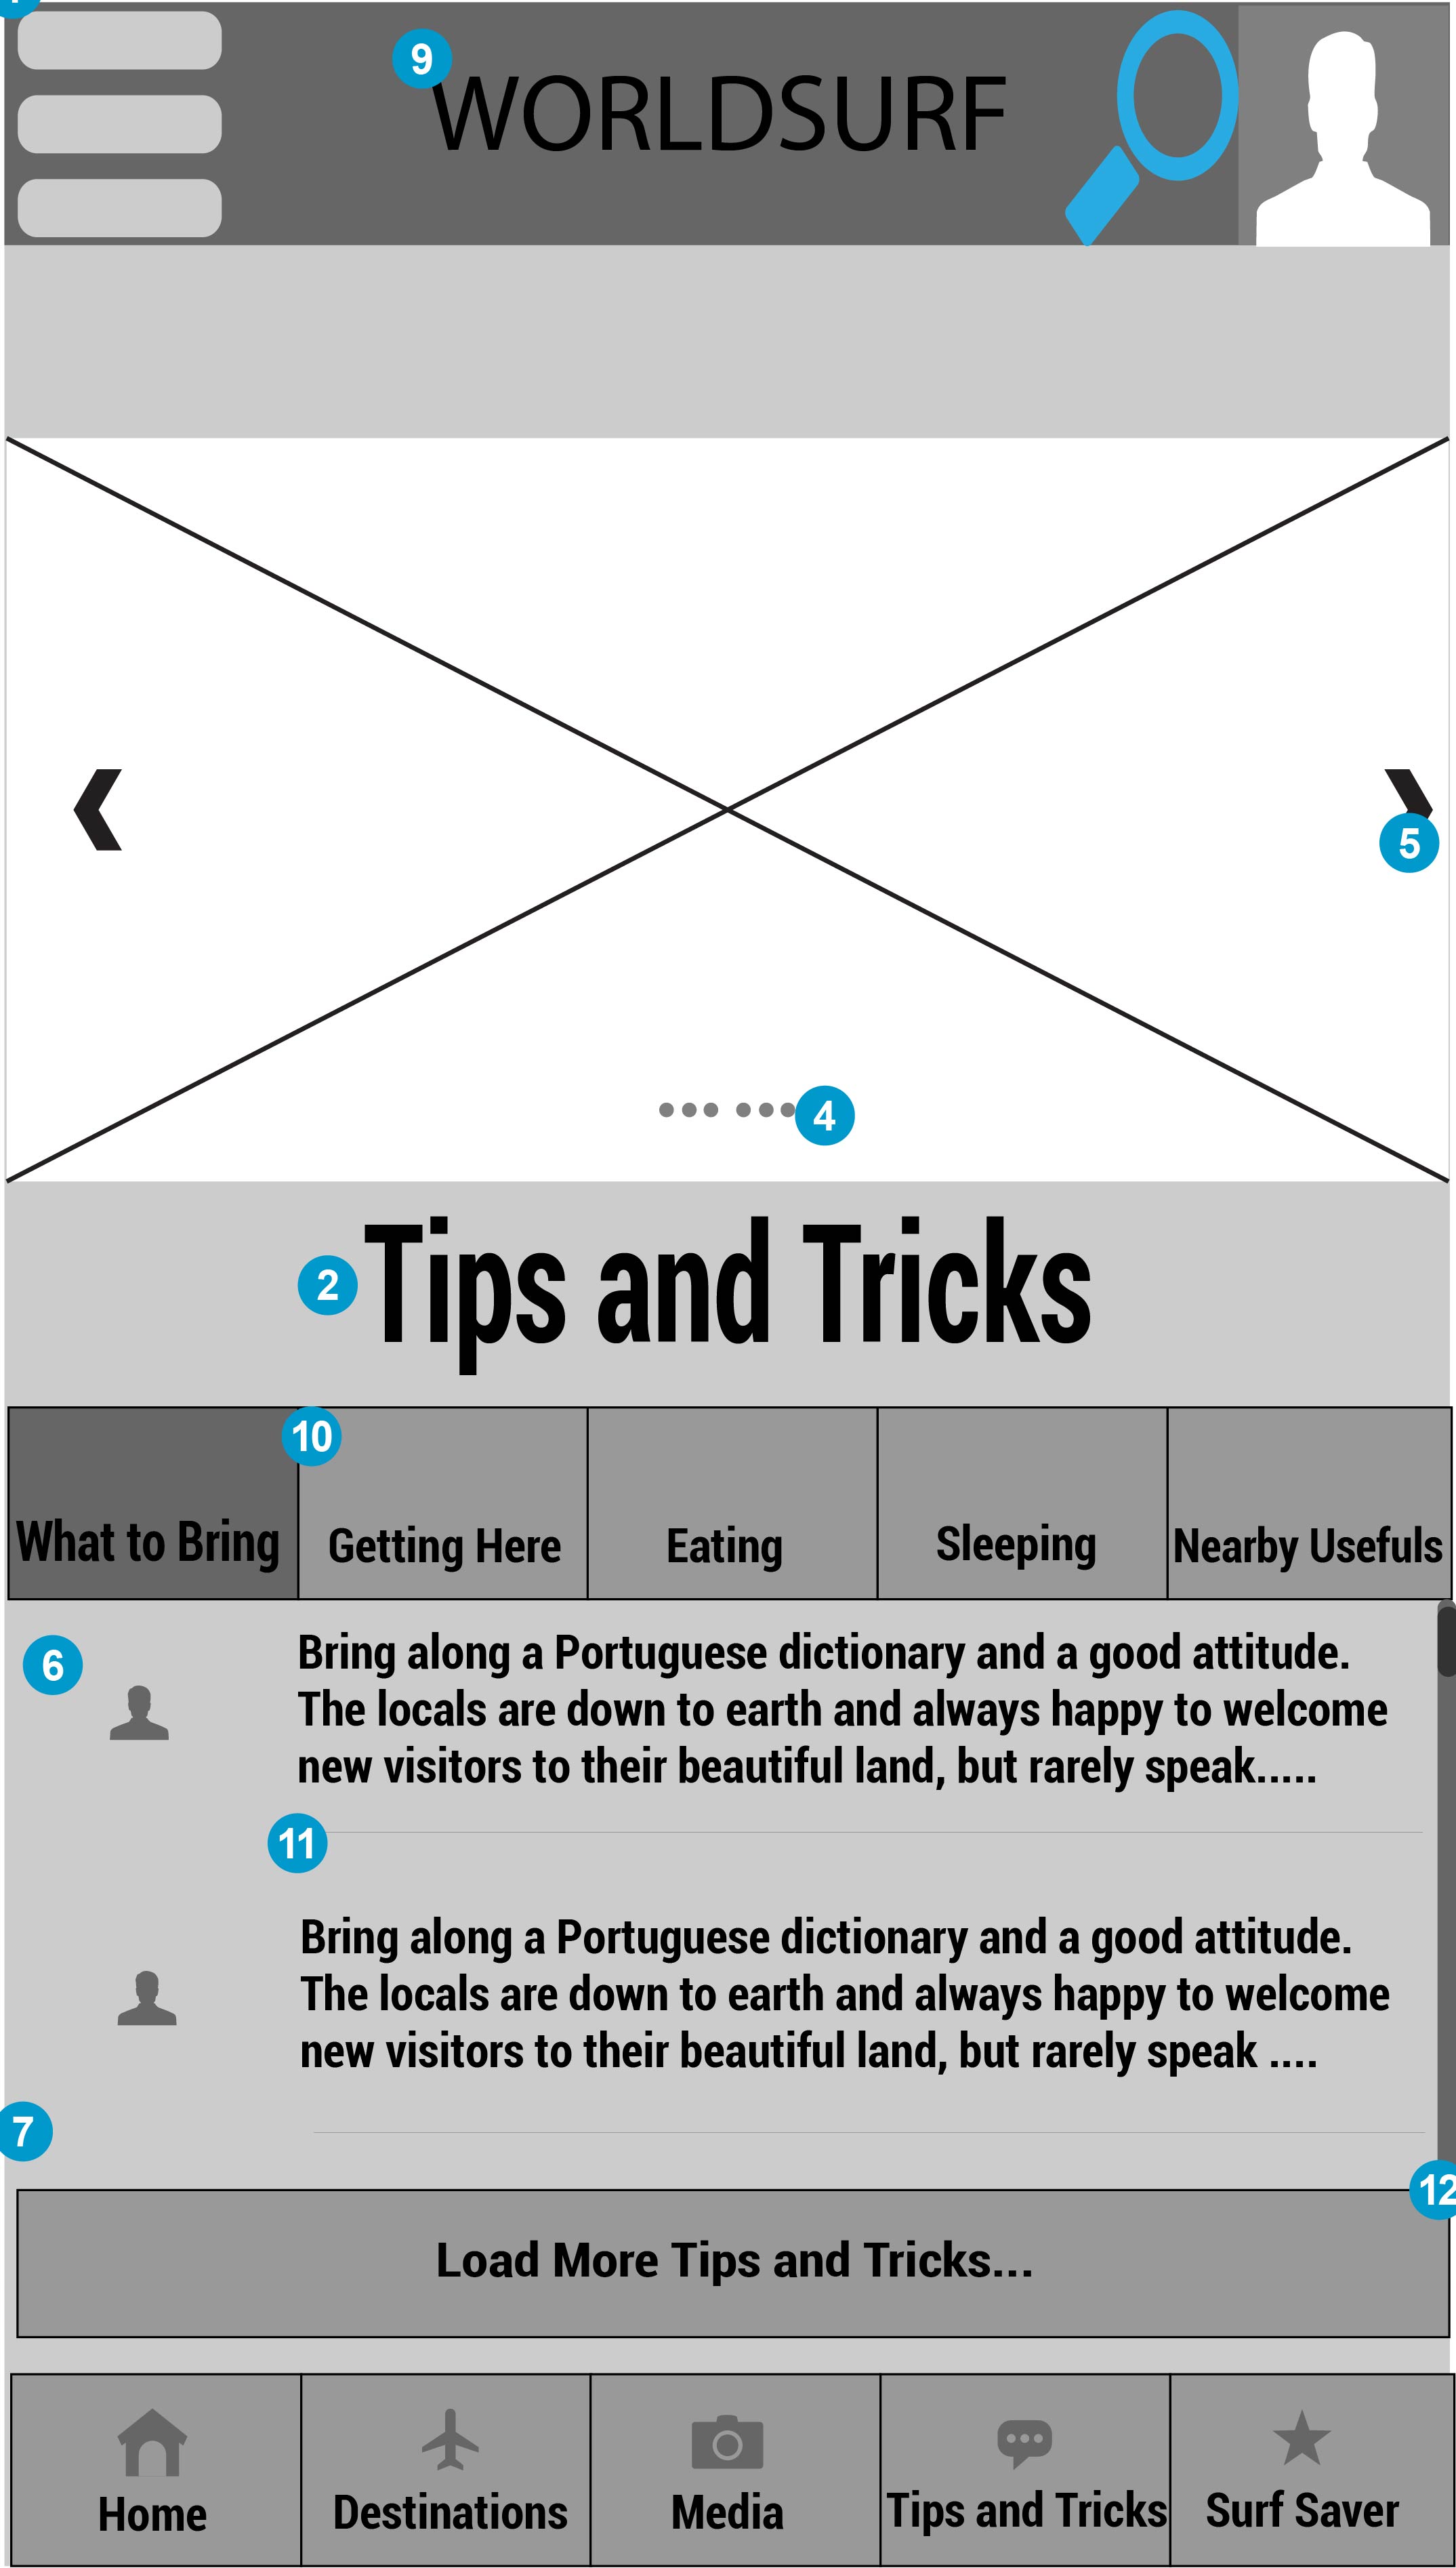 9
WORLDSURF
5
4
2
Tips and Tricks
10
What to Bring
Getting Here
Eating
Sleeping
Nearby Usefuls
6
Bring along a Portuguese dictionary and a good attitude.
The locals are down to earth and always happy to welcome
new visitors to their beautiful land, but rarely speak.....
11
Bring along a Portuguese dictionary and a good attitude.
The locals are down to earth and always happy to welcome
new visitors to their beautiful land, but rarely speak ....
7
12
Load More Tips and Tricks...
Home
Destinations
Media
Tips and Tricks
Surf Saver